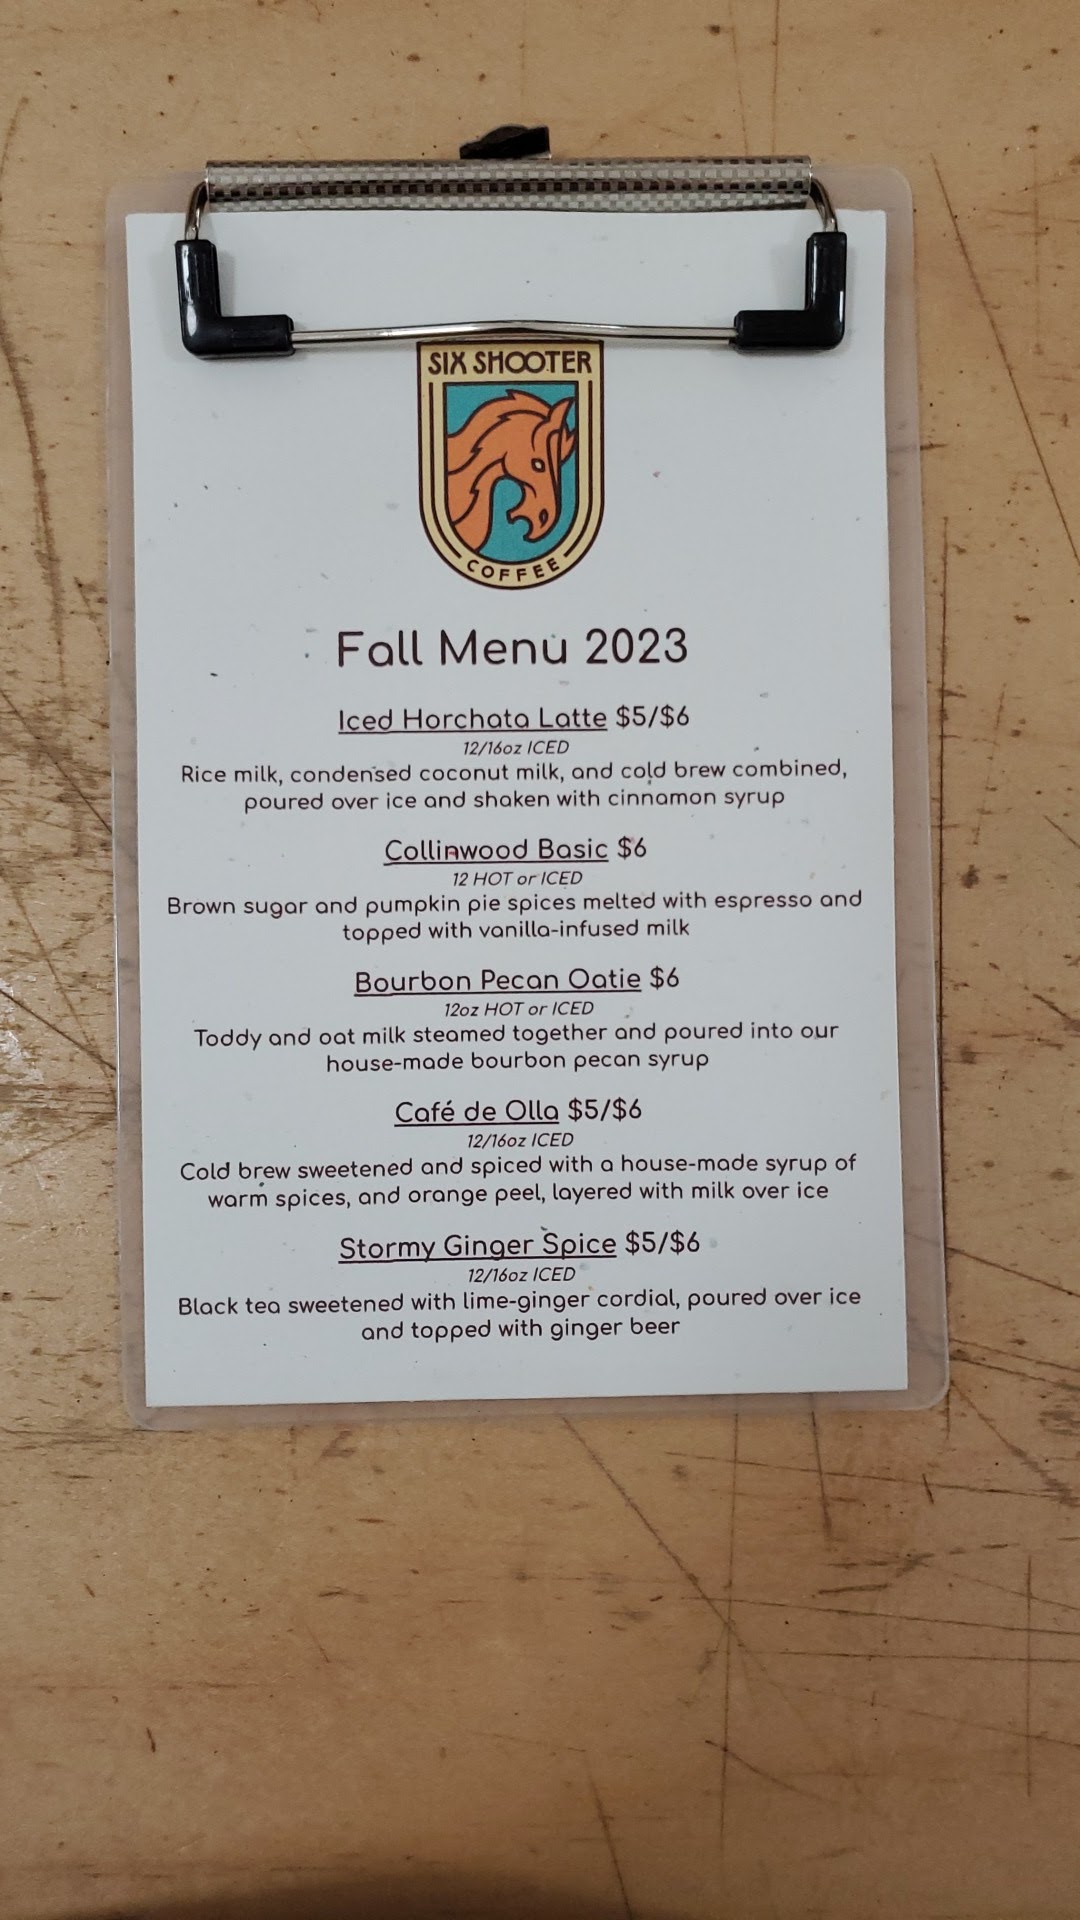 SIX SHOOTER
COFFEE
Fall Menu 2023
Iced Horchata Latte $5/$6
12/16oz ICED
Rice milk, condensed coconut milk, and cold brew combined,
poured over ice and shaken with cinnamon syrup
Collinwood Basic $6
12 HOT or ICED
Brown sugar and pumpkin pie spices melted with espresso and
topped with vanilla-infused milk
Bourbon Pecan Oatie $6
12oz HOT or ICED
Toddy and oat milk steamed together and poured into our
house-made bourbon pecan syrup
Café de Olla $5/$6
12/16oz ICED
Cold brew sweetened and spiced with a house-made syrup of
warm spices, and orange peel, layered with milk over ice
Stormy Ginger Spice $5/$6
12/16oz ICED
Black tea sweetened with lime-ginger cordial, poured over ice
and topped with ginger beer